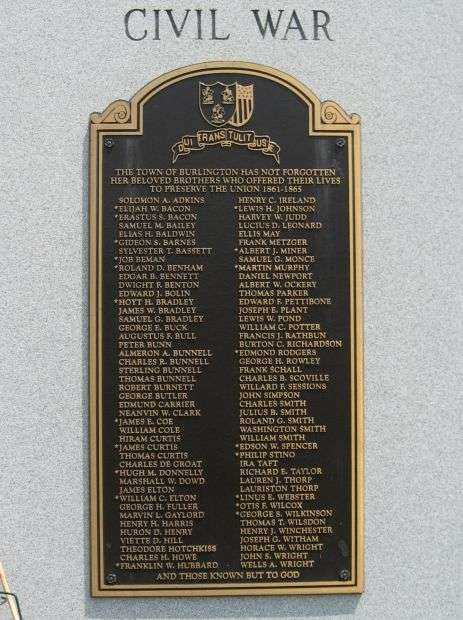 CIVIL WAR
QUI TRANSTULIT SUSTINET
THE TOWN OF BURLINGTON HAS NOT FORGOTTEN
HER BELOVED BROTHERS WHO OFFERED THEIR LIVES
TO PRESERVE THE UNION 1861-1865
SOLOMON A. ADKINS
*ELIJAH W. BACON
*ERASTUS S. BACON
SAMUEL M. BAILEY
ELIAS H. BALDWIN
*GIDEON S. BARNES
SYLVESTER T. BASSETT
*JOB BEMAN
*ROLAND D. BENHAM
EDGAR B. BENNETT
DWIGHT F. BENTON
EDWARD J. BOLIN
*HOYT H. BRADLEY
JAMES W. BRADLEY
SAMUEL G. BRADLEY
GEORGE E. BUCK
AUGUSTUS F. BULL
PETER BUNN
ALMERON A. BUNNELL
CHARLES R. BUNNELL
STERLING BUNNELL
THOMAS BUNNELL
ROBERT BURNETT
GEORGE BUTLER
EDMUND CARRIER
NEANVIN W. CLARK
*JAMES E. COE
WILLIAM COLE
HIRAM CURTIS
*JAMES CURTIS
THOMAS CURTIS
CHARLES DE GROAT
*HUGH M. DONNELLY
MARSHALL W. DOWD
JAMES ELTON
*WILLIAM C. ELTON
GEORGE H. FULLER
MARVIN L. GAYLORD
HENRY H. HARRIS
HURON D. HENRY
VIETTE D. HILL
THEODORE HOTCHKISS
CHARLES H. HOWE
*FRANKLIN W. HUBBARD
HENRY C. IRELAND
*LEWIS H. JOHNSON
HARVEY W. JUDD
LUCIUS D. LEONARD
ELLIS MAY
FRANK METZGER
*ALBERT J. MINER
SAMUEL G. MONCE
*MARTIN MURPHY
DANIEL NEWPORT
ALBERT W. OCKERY
THOMAS PARKER
EDWARD F. PETTIBONE
JOSEPH E. PLANT
LEWIS W. POND
WILLIAM C. POTTER
FRANCIS J. RATHBUN
BURTON C. RICHARDSON
*EDMOND RODGERS
GEORGE H. ROWLEY
FRANK SCHALL
CHARLES B. SCOVILLE
WILLARD F. SESSIONS
JOHN SIMPSON
CHARLES SMITH
JULIUS B. SMITH
ROLAND G. SMITH
WASHINGTON SMITH
WILLIAM SMITH
*EDSON W. SPENCER
*PHILIP STINO
IRA TAFT
RICHARD E. TAYLOR
LAUREN J. THORP
LAURISTON THORP
*LINUS E. WEBSTER
*OTIS F. WILCOX
*GEORGE S. WILKINSON
THOMAS T. WILSDON
HENRY J. WINCHESTER
JOSEPH G. WITHAM
HORACE W. WRIGHT
JOHN S. WRIGHT
WELLS A. WRIGHT
AND THOSE KNOWN BUT TO GOD